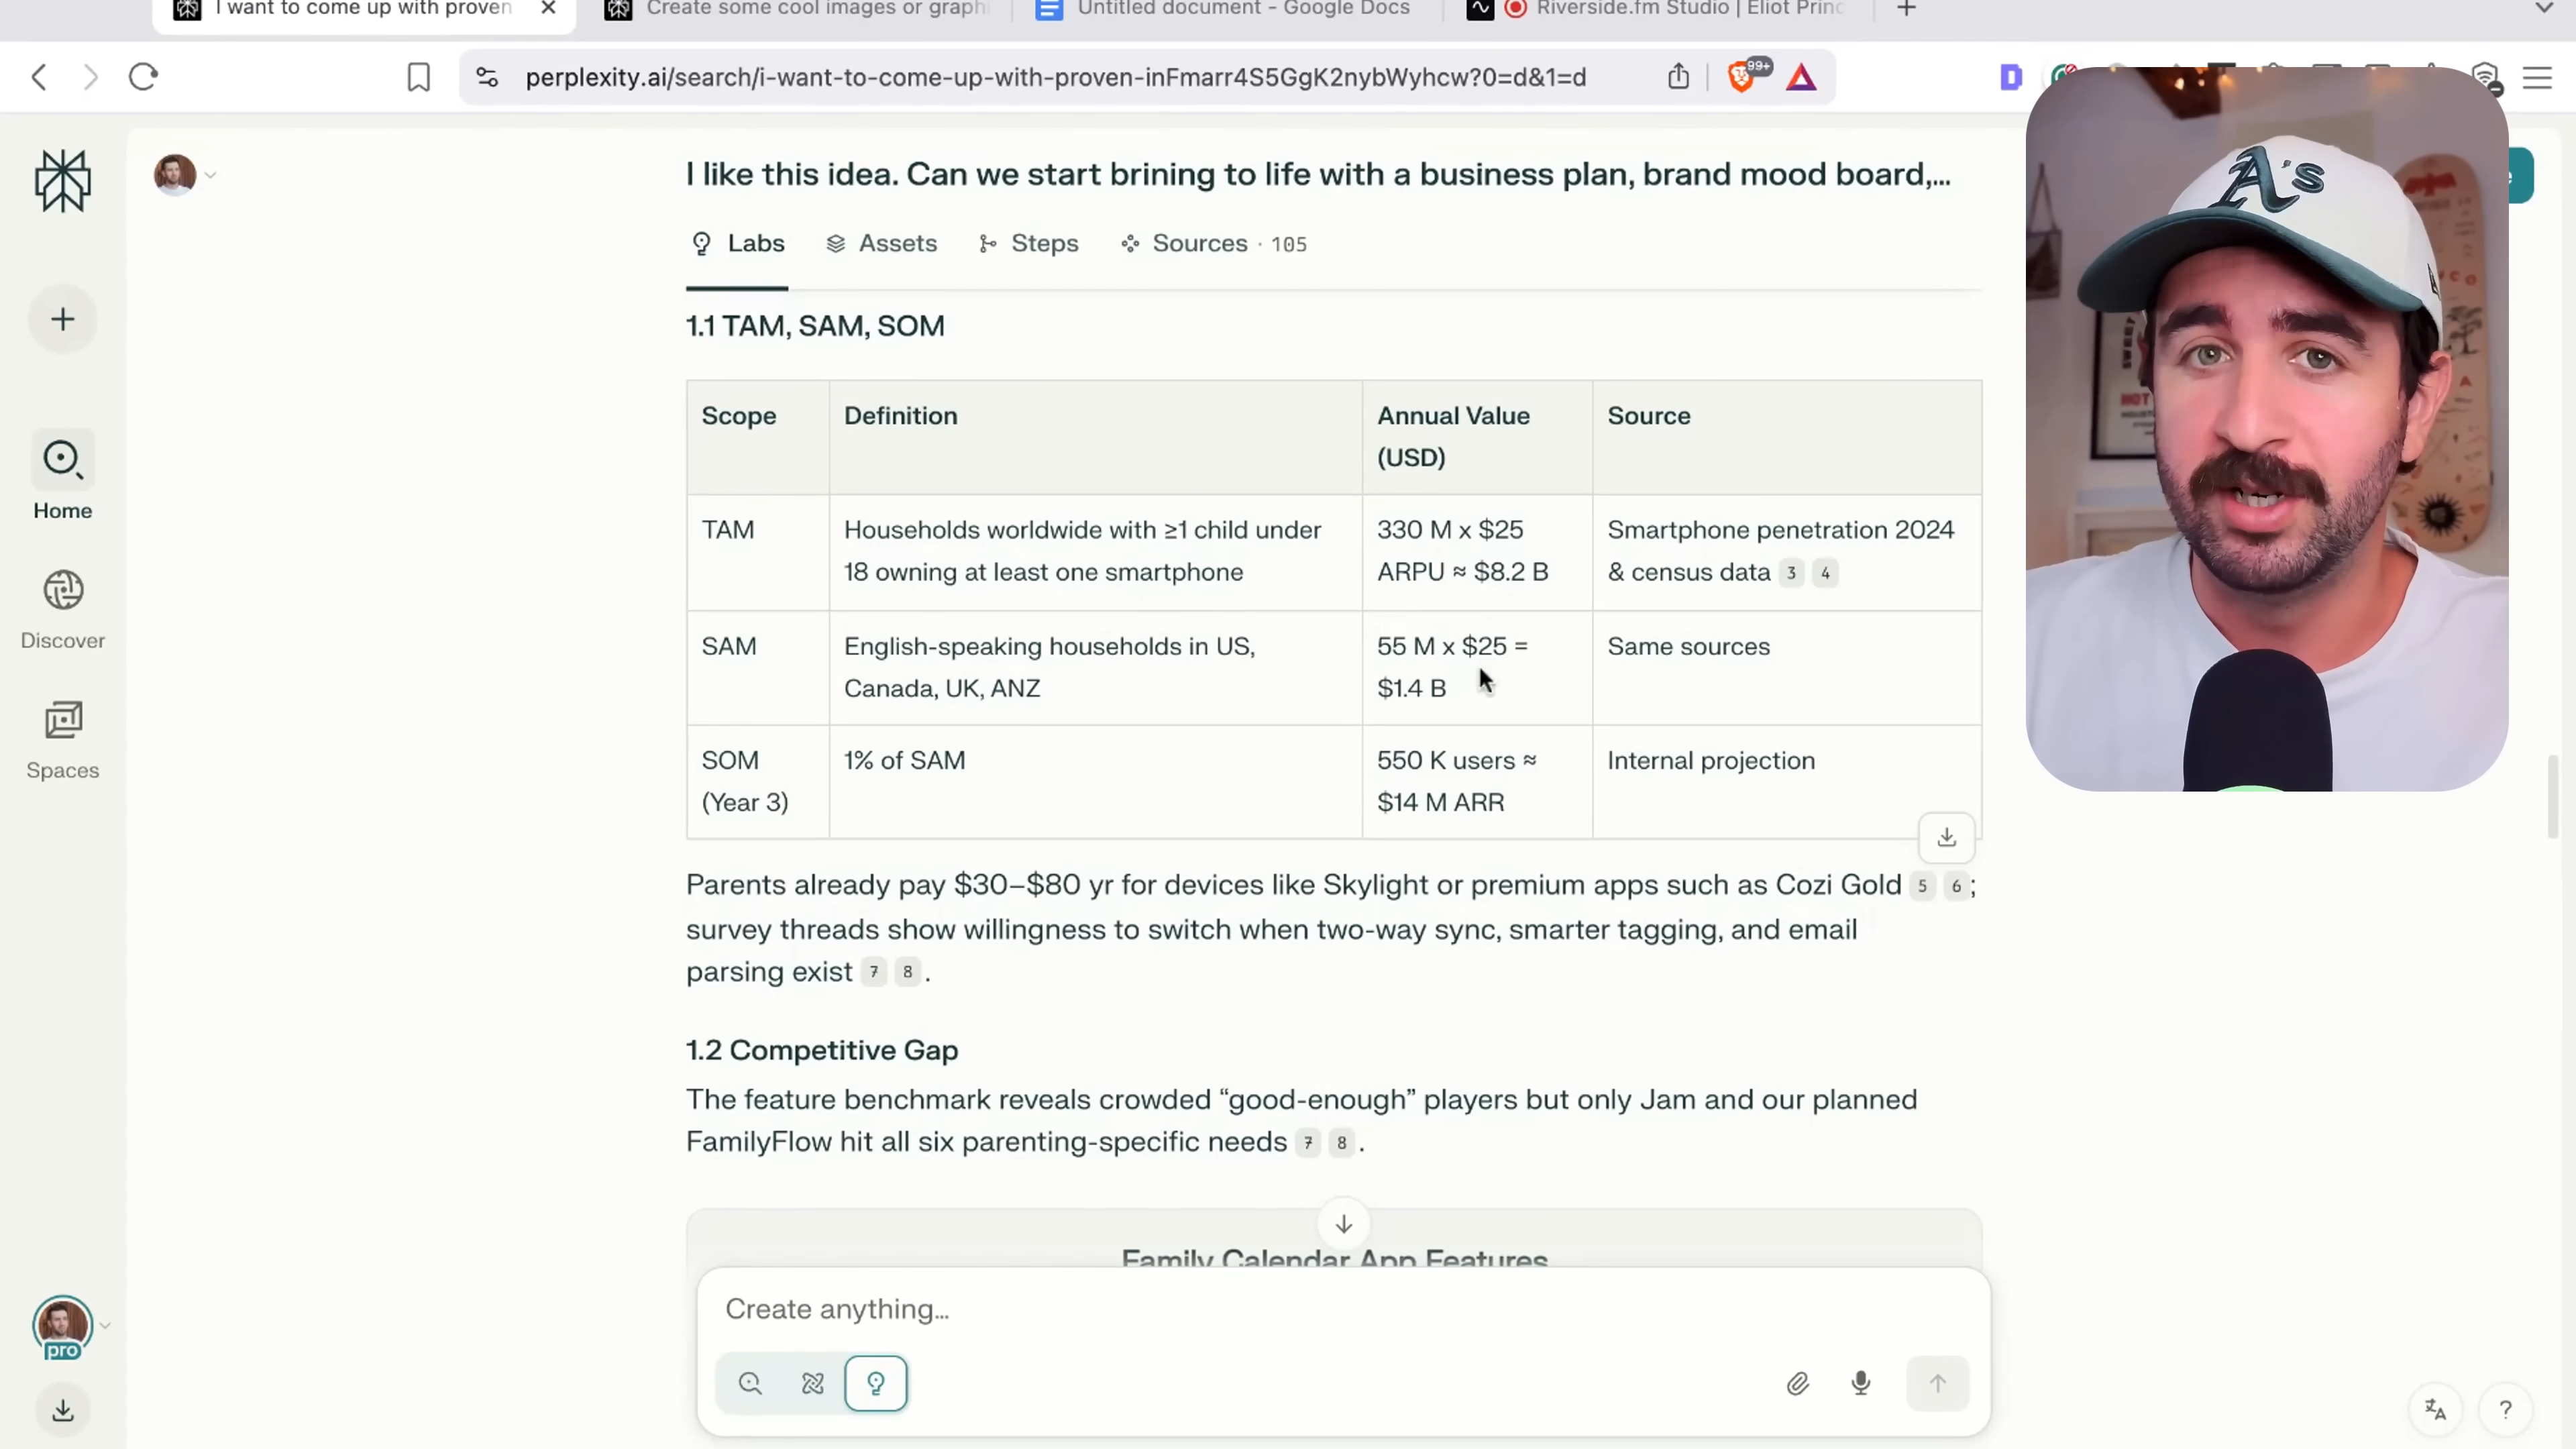 I want to come up with proven
Create some cool images or graphi
Untitled document - Google Docs
Riverside.fm Studio | Eliot Princ
perplexity.ai/search/i-want-to-come-up-with-proven-inFmarr4S5GgK2nybWyhcw?0=d&1=d
99+
D
A's
I like this idea. Can we start brining to life with a business plan, brand mood board,...
Labs
Assets
Steps
Sources · 105
Home
Discover
Spaces
pro
1.1 TAM, SAM, SOM
Scope
Definition
Annual Value
(USD)
Source
TAM
Households worldwide with ≥1 child under
18 owning at least one smartphone
330 M x $25
ARPU ≈ $8.2 B
Smartphone penetration 2024
& census data 3 4
SAM
English-speaking households in US,
Canada, UK, ANZ
55 M x $25 =
$1.4 B
Same sources
SOM
(Year 3)
1% of SAM
550 K users ≈
$14 M ARR
Internal projection
Parents already pay $30–$80 yr for devices like Skylight or premium apps such as Cozi Gold 5 6 ;
survey threads show willingness to switch when two-way sync, smarter tagging, and email
parsing exist 7 8 .
1.2 Competitive Gap
The feature benchmark reveals crowded “good-enough” players but only Jam and our planned
FamilyFlow hit all six parenting-specific needs 7 8 .
Family Calendar App Features
Create anything...
?